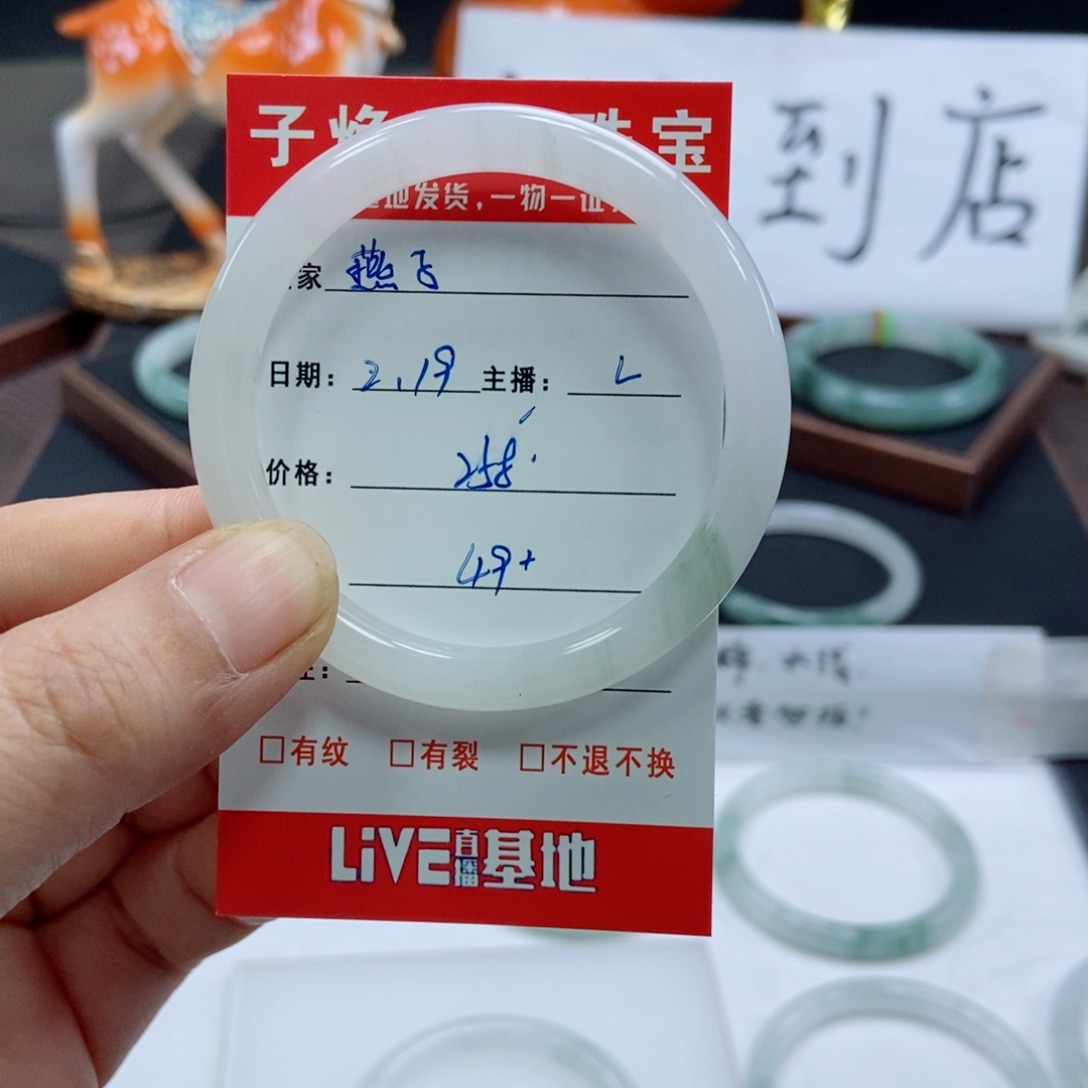 子 珠宝
地发货，一物一证
到店
家 燕子
日期： 2.19 主播： L
价格： 258
49+
□有纹 □有裂 □不退不换
LiVE直播基地